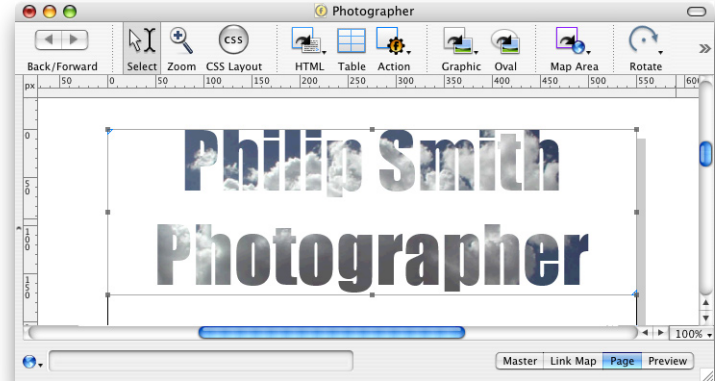 Photographer
Back/Forward Select Zoom CSS Layout HTML Table Action Graphic Oval Map Area Rotate
css
px 50 0 50 100 150 200 250 300 350 400 450 500 550 600
0
50
100
150
Philip Smith
Photographer
100%
Master Link Map Page Preview